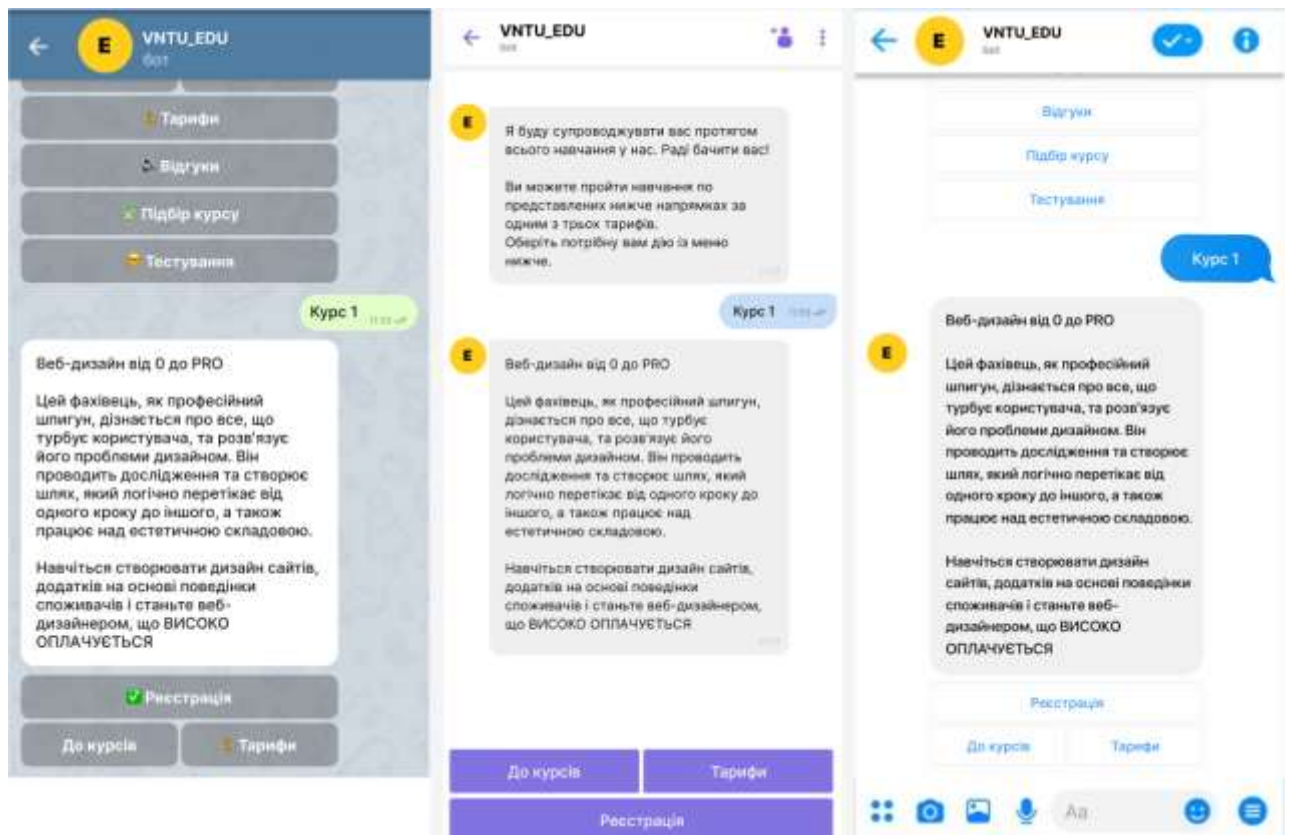 E
VNTU_EDU
бот
Тарифи
Відгуки
Підбір курсу
Тестування
Курс 1
Веб-дизайн від 0 до PRO
Цей фахівець, як професійний
шпигун, дізнається про все, що
турбує користувача, та розв'язує
його проблеми дизайном. Він
проводить дослідження та створює
шлях, який логічно перетікає від
одного кроку до іншого, а також
працює над естетичною складовою.
Навчіться створювати дизайн сайтів,
додатків на основі поведінки
споживачів і станьте веб-
дизайнером, що ВИСОКО
ОПЛАЧУЄТЬСЯ
Реєстрація
До курсів Тарифи
VNTU_EDU
бот
E
Я буду супроводжувати вас протягом
всього навчання у нас. Раді бачити вас!
Ви можете пройти навчання по
представлених нижче напрямках за
одним з трьох тарифів.
Оберіть потрібну вам дію із меню
нижче.
Курс 1
E
Веб-дизайн від 0 до PRO
Цей фахівець, як професійний шпигун,
дізнається про все, що турбує
користувача, та розв'язує його
проблеми дизайном. Він проводить
дослідження та створює шлях, який
логічно перетікає від одного кроку до
іншого, а також працює над
естетичною складовою.
Навчіться створювати дизайн сайтів,
додатків на основі поведінки
споживачів і станьте веб-дизайнером,
що ВИСОКО ОПЛАЧУЄТЬСЯ
До курсів Тарифи
Реєстрація
E
VNTU_EDU
бот
Відгуки
Підбір курсу
Тестування
Курс 1
E
Веб-дизайн від 0 до PRO
Цей фахівець, як професійний
шпигун, дізнається про все, що
турбує користувача, та розв'язує
його проблеми дизайном. Він
проводить дослідження та створює
шлях, який логічно перетікає від
одного кроку до іншого, а також
працює над естетичною складовою.
Навчіться створювати дизайн
сайтів, додатків на основі поведінки
споживачів і станьте веб-
дизайнером, що ВИСОКО
ОПЛАЧУЄТЬСЯ
Реєстрація
До курсів Тарифи
Aa